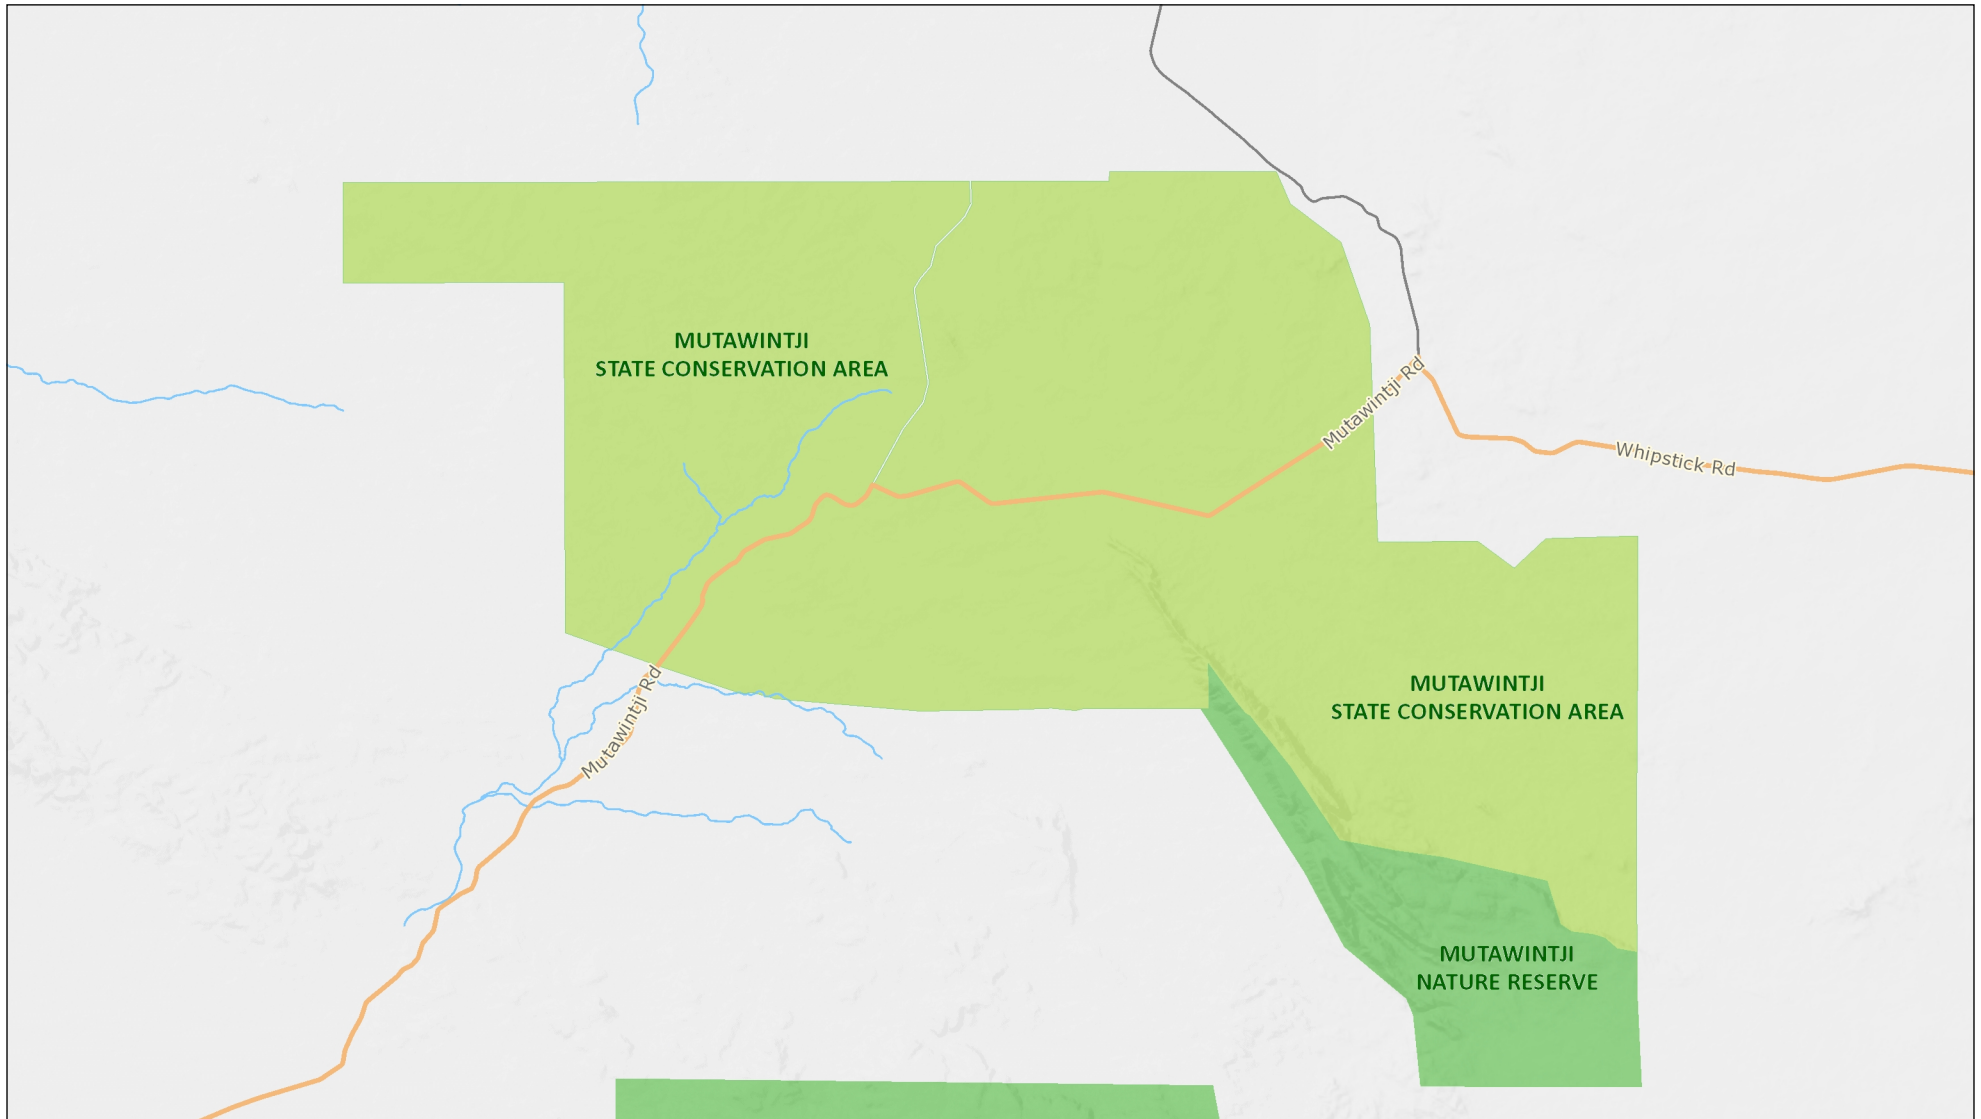 MUTAWINTJI
STATE CONSERVATION AREA
Mutawintji Rd
Whipstick Rd
MUTAWINTJI
STATE CONSERVATION AREA
Mutawintji Rd
MUTAWINTJI
NATURE RESERVE